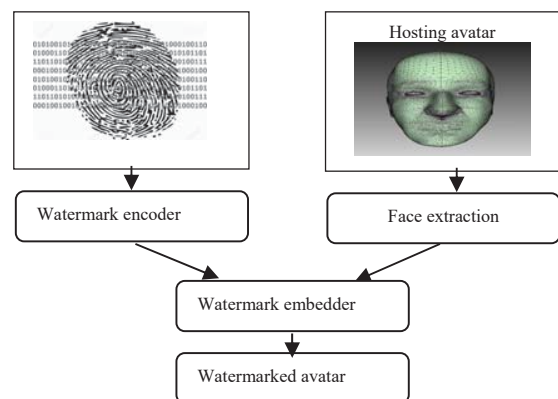 Hosting avatar
Watermark encoder
Face extraction
Watermark embedder
Watermarked avatar